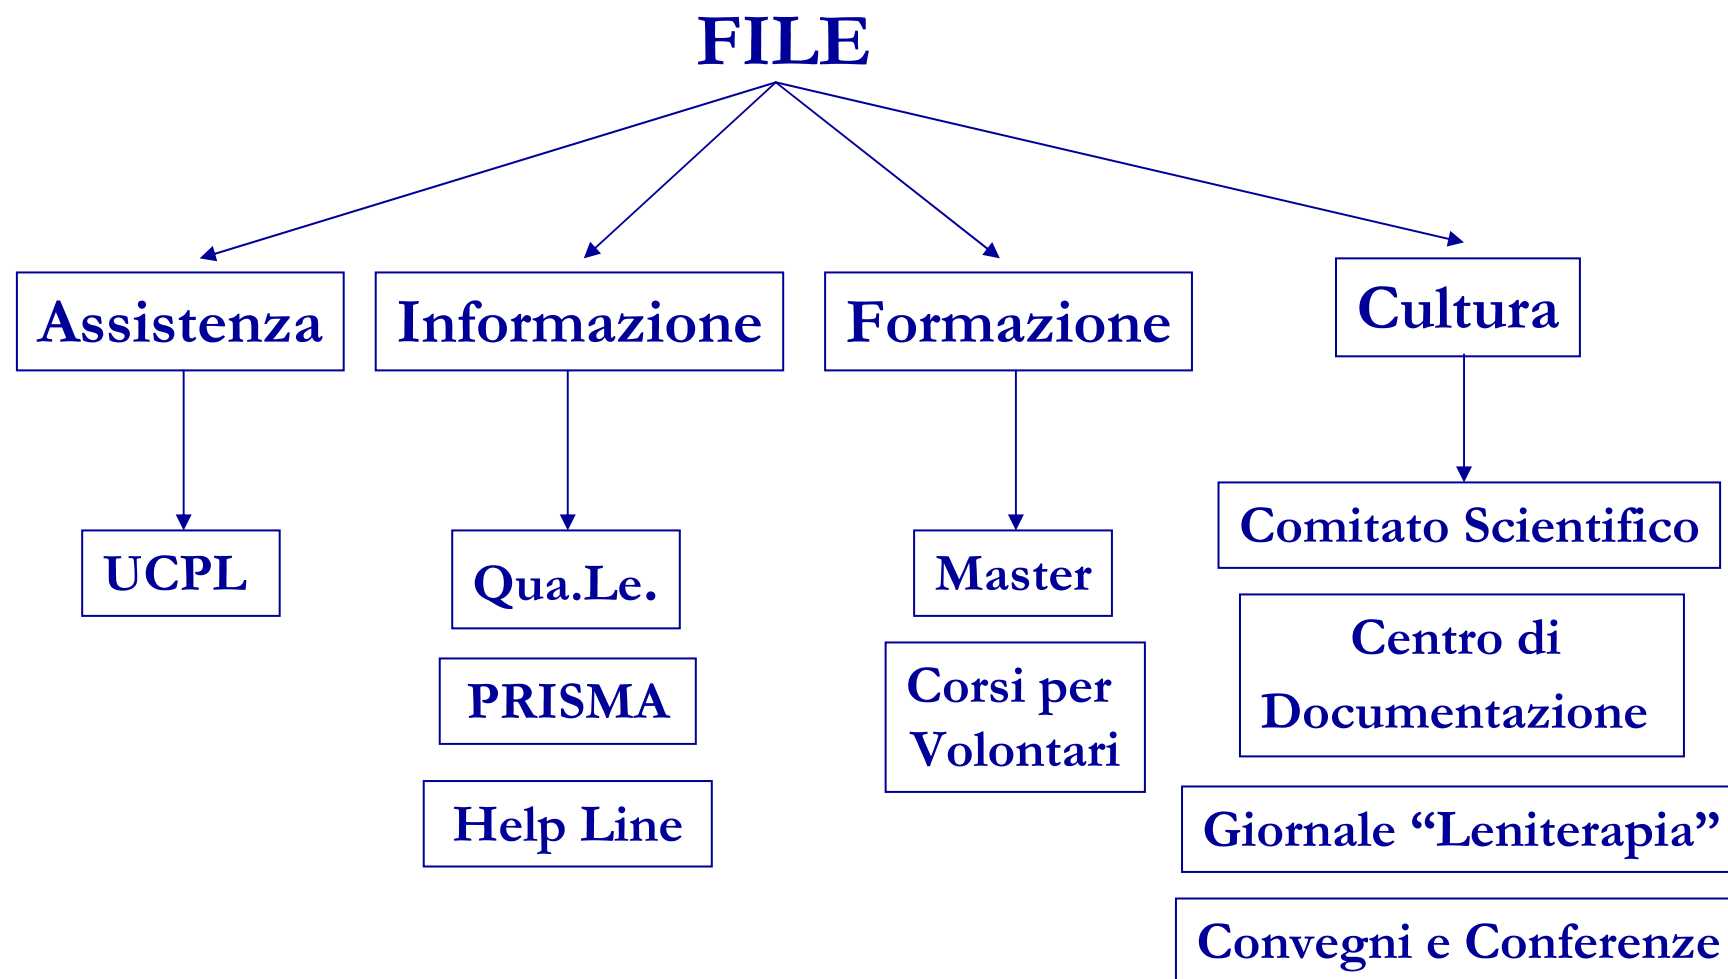 FILE
Assistenza
Informazione
Formazione
Cultura
UCPL
Qua.Le.
PRISMA
Help Line
Master
Corsi per
Volontari
Comitato Scientifico
Centro di
Documentazione
Giornale “Leniterapia”
Convegni e Conferenze